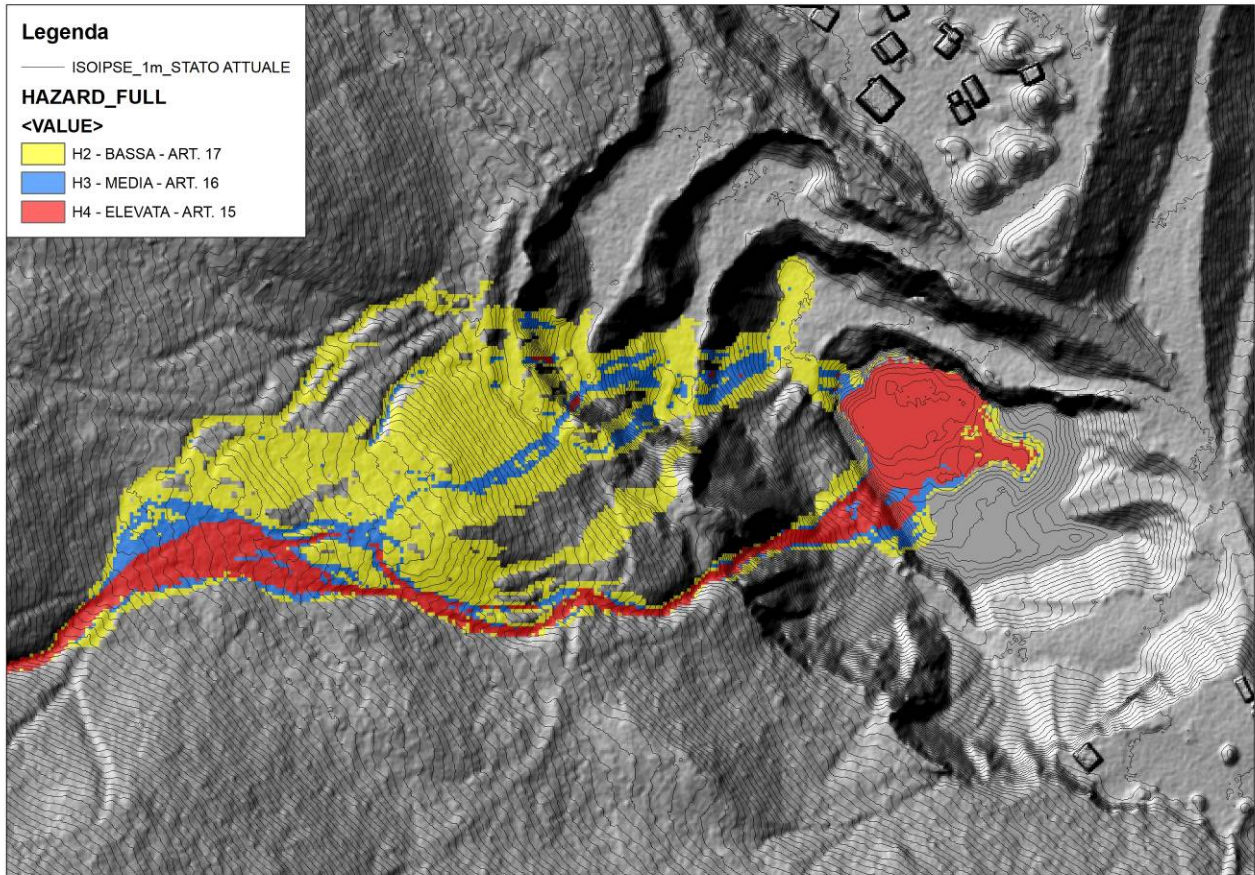 Legenda
ISOIPSE_1m_STATO ATTUALE
HAZARD_FULL
<VALUE>
H2 - BASSA - ART. 17
H3 - MEDIA - ART. 16
H4 - ELEVATA - ART. 15